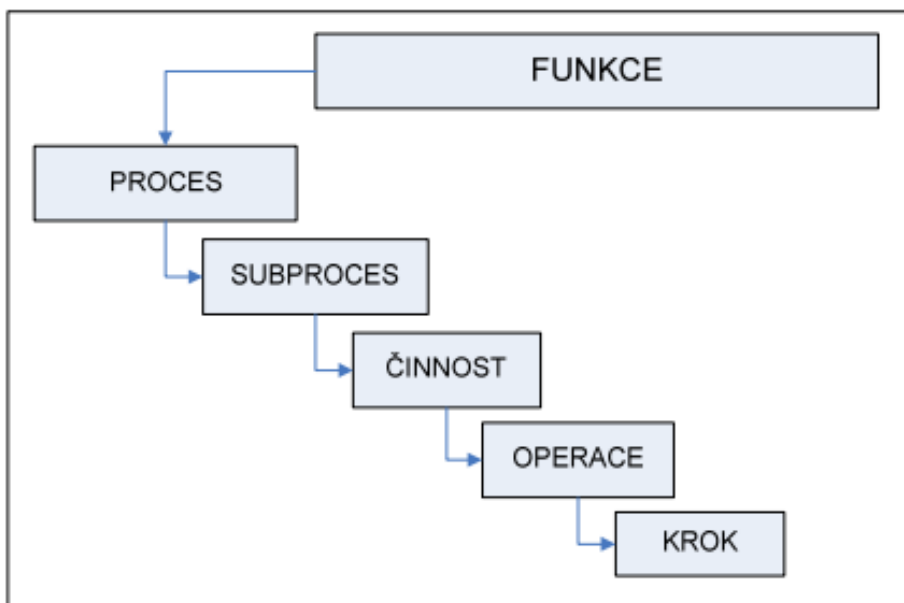 FUNKCE
PROCES
SUBPROCES
ČINNOST
OPERACE
KROK